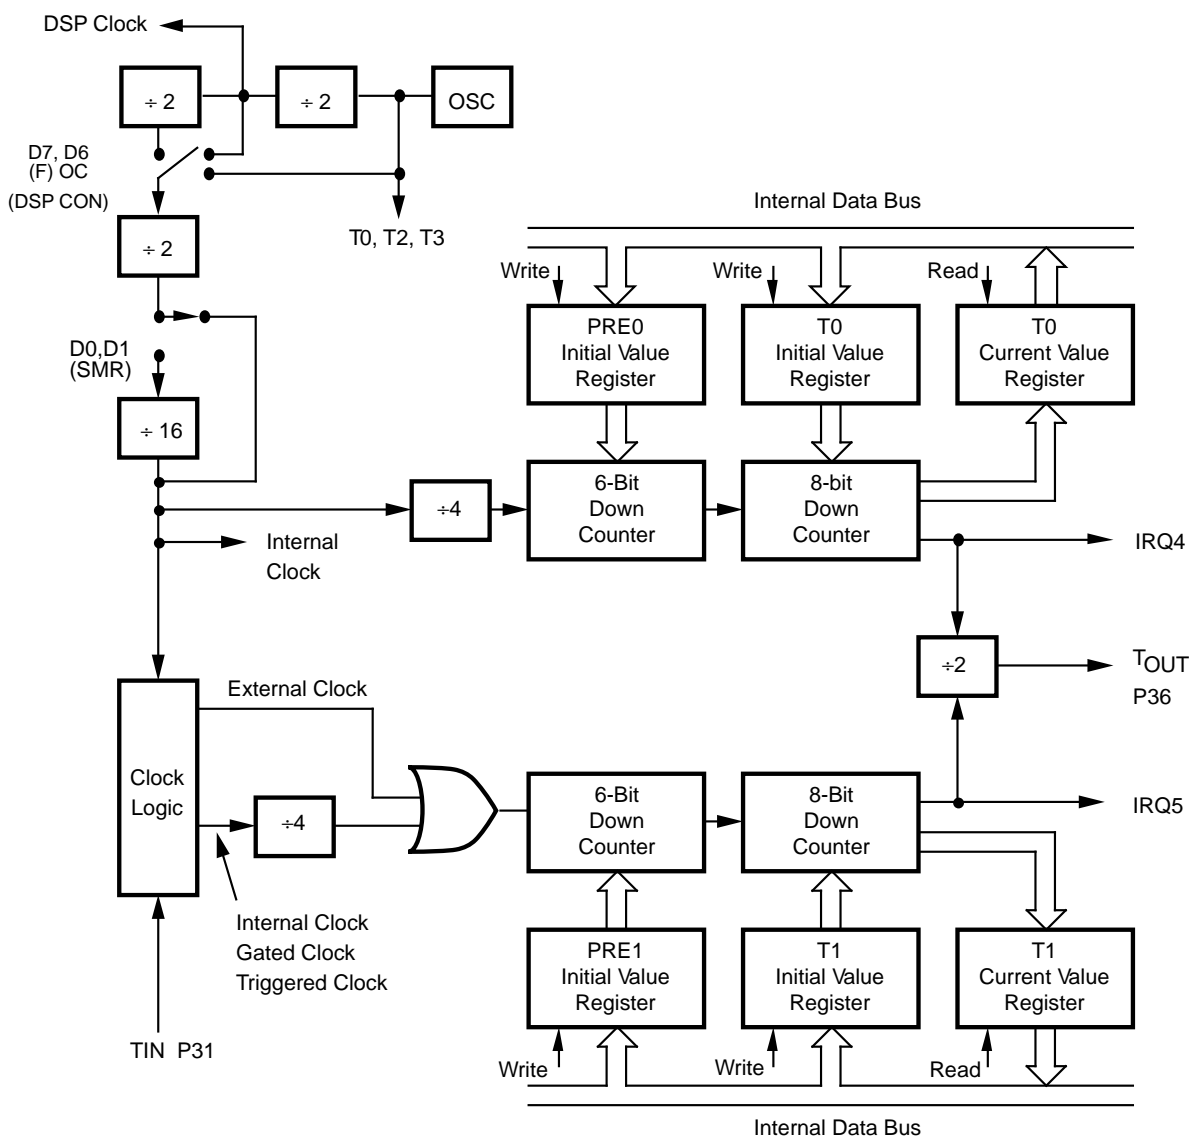 DSP Clock
÷ 2
÷ 2
OSC
D7, D6
(F) OC
(DSP CON)
÷ 2
T0, T2, T3
D0,D1
(SMR)
÷ 16
Internal
Clock
÷4
Internal Data Bus
Write
Write
Read
PRE0
Initial Value
Register
T0
Initial Value
Register
T0
Current Value
Register
6-Bit
Down
Counter
8-bit
Down
Counter
IRQ4
÷2
TOUT
P36
External Clock
Clock
Logic
÷4
Internal Clock
Gated Clock
Triggered Clock
TIN P31
6-Bit
Down
Counter
8-Bit
Down
Counter
IRQ5
PRE1
Initial Value
Register
T1
Initial Value
Register
T1
Current Value
Register
Write
Write
Read
Internal Data Bus